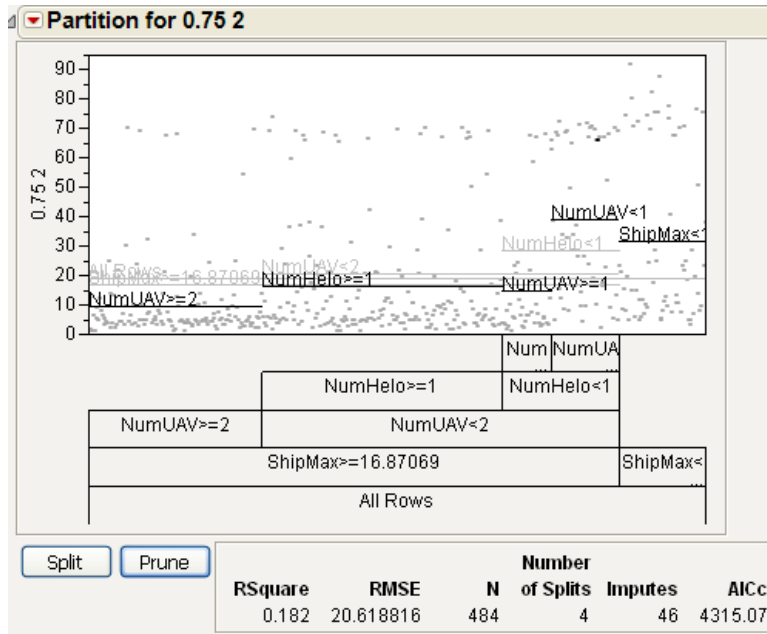 Partition for 0.75 2
90
80
70
60
50
40
30
20
10
0
0.75 2
NumUAV<1
ShipMax<1
NumHelo<1
All Rows
NumUAV<2
ShipMax>=16.87069
NumHelo>=1
NumUAV>=1
NumUAV>=2
Num NumUA
... ...
NumHelo>=1 NumHelo<1
NumUAV>=2 NumUAV<2
ShipMax>=16.87069 ShipMax<
...
All Rows
Split Prune
Number
RSquare RMSE N of Splits Imputes AICc
0.182 20.618816 484 4 46 4315.07